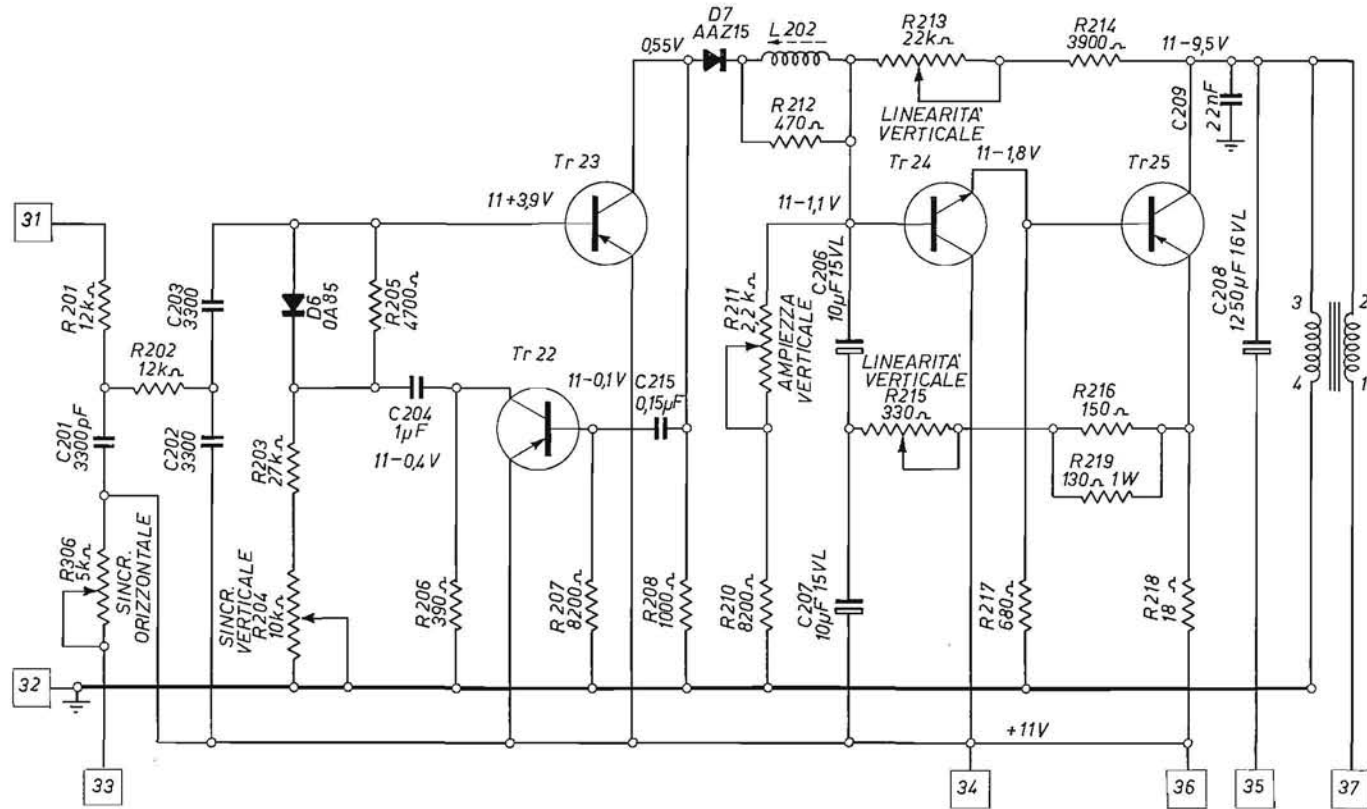 D7
AAZ15
L202
R213
22kΩ
R214
3900Ω
11-9,5V
0,55V
R212
470Ω
LINEARITÀ
VERTICALE
C209
22nF
Tr 23
Tr 24
11-1,8V
Tr25
31
11+3,9V
11-1,1V
R201
12kΩ
C203
3300
D6
OA85
R205
4700Ω
R211
2,2kΩ
AMPIEZZA
VERTICALE
C206
10µF 15VL
C208
1250µF 16VL
3
2
R202
12kΩ
Tr 22
11-0,1V
C215
0,15µF
LINEARITÀ
VERTICALE
R215
330Ω
R216
150Ω
4
1
C201
3300pF
C202
3300
R203
27kΩ
C204
1µF
11-0,4V
R219
130Ω 1W
R306
5kΩ
SINCR.
ORIZZONTALE
SINCR.
VERTICALE
R204
10kΩ
R206
390Ω
R207
8200Ω
R208
1000Ω
R210
8200Ω
C207
10µF 15VL
R217
680Ω
R218
18Ω
32
+11V
33
34
36
35
37